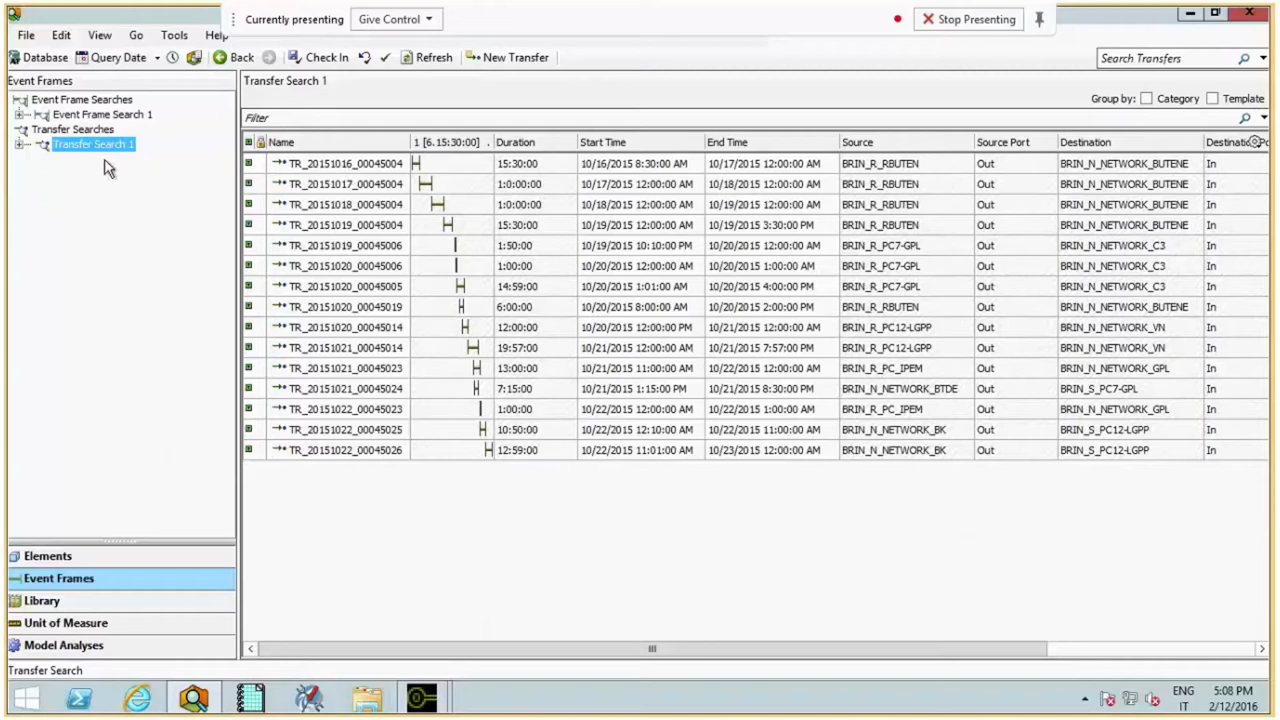 Currently presenting Give Control Stop Presenting
File Edit View Go Tools Help
Database Query Date Back Check In Refresh New Transfer Search Transfers
Event Frames
Transfer Search 1
Event Frame Searches
Event Frame Search 1
Transfer Searches
Transfer Search 1
Group by: Category Template
Filter
Name 1 [6.15:30:00] Duration Start Time End Time Source Source Port Destination
TR_20151016_00045004 15:30:00 10/16/2015 8:30:00 AM 10/17/2015 12:00:00 AM BRIN_R_RBUTEN Out BRIN_N_NETWORK_BUTENE In
TR_20151017_00045004 1:0:00:00 10/17/2015 12:00:00 AM 10/18/2015 12:00:00 AM BRIN_R_RBUTEN Out BRIN_N_NETWORK_BUTENE In
TR_20151018_00045004 1:0:00:00 10/18/2015 12:00:00 AM 10/19/2015 12:00:00 AM BRIN_R_RBUTEN Out BRIN_N_NETWORK_BUTENE In
TR_20151019_00045004 15:30:00 10/19/2015 12:00:00 AM 10/19/2015 3:30:00 PM BRIN_R_RBUTEN Out BRIN_N_NETWORK_BUTENE In
TR_20151019_00045006 1:50:00 10/19/2015 10:10:00 PM 10/20/2015 12:00:00 AM BRIN_R_PC7-GPL Out BRIN_N_NETWORK_C3 In
TR_20151020_00045006 1:00:00 10/20/2015 12:00:00 AM 10/20/2015 1:00:00 AM BRIN_R_PC7-GPL Out BRIN_N_NETWORK_C3 In
TR_20151020_00045005 14:59:00 10/20/2015 1:01:00 AM 10/20/2015 4:00:00 PM BRIN_R_PC7-GPL Out BRIN_N_NETWORK_C3 In
TR_20151020_00045019 6:00:00 10/20/2015 8:00:00 AM 10/20/2015 2:00:00 PM BRIN_R_RBUTEN Out BRIN_N_NETWORK_BUTENE In
TR_20151020_00045014 12:00:00 10/20/2015 12:00:00 PM 10/21/2015 12:00:00 AM BRIN_R_PC12-LGPP Out BRIN_N_NETWORK_VN In
TR_20151021_00045014 19:57:00 10/21/2015 12:00:00 AM 10/21/2015 7:57:00 PM BRIN_R_PC12-LGPP Out BRIN_N_NETWORK_VN In
TR_20151021_00045023 13:00:00 10/21/2015 11:00:00 AM 10/22/2015 12:00:00 AM BRIN_R_PC_IPEM Out BRIN_N_NETWORK_GPL In
TR_20151021_00045024 7:15:00 10/21/2015 1:15:00 PM 10/21/2015 8:30:00 PM BRIN_N_NETWORK_BTDE Out BRIN_S_PC7-GPL In
TR_20151022_00045023 1:00:00 10/22/2015 12:00:00 AM 10/22/2015 1:00:00 AM BRIN_R_PC_IPEM Out BRIN_N_NETWORK_GPL In
TR_20151022_00045025 10:50:00 10/22/2015 12:10:00 AM 10/22/2015 11:00:00 AM BRIN_N_NETWORK_BK Out BRIN_S_PC12-LGPP In
TR_20151022_00045026 12:59:00 10/22/2015 11:01:00 AM 10/23/2015 12:00:00 AM BRIN_N_NETWORK_BK Out BRIN_S_PC12-LGPP In
Elements
Event Frames
Library
Unit of Measure
Model Analyses
Transfer Search
ENG 5:08 PM
IT 2/12/2016